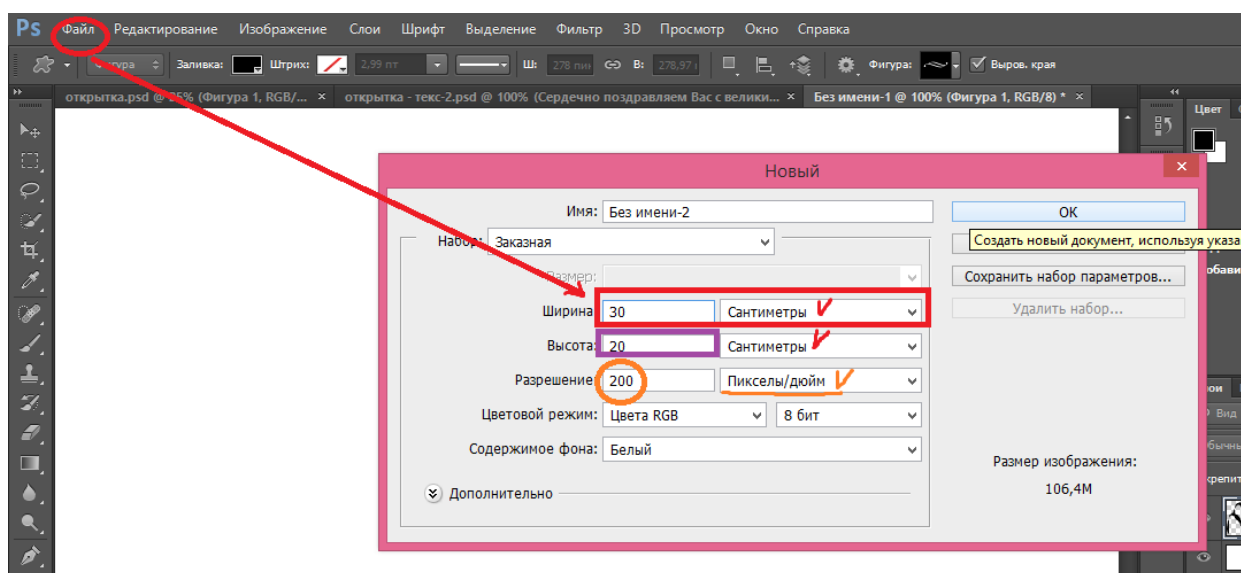 Ps Файл Редактирование Изображение Слои Шрифт Выделение Фильтр 3D Просмотр Окно Справка
Заливка: Штрих: 2,99 пт Ш: 278 пикс В: 278,97 Фигура: Выров. края
открытка.psd @ 25% (Фигура 1, RGB/... × открытка - текс-2.psd @ 100% (Сердечно поздравляем Вас с велики... × Без имени-1 @ 100% (Фигура 1, RGB/8) * ×
Цвет
Новый
Имя: Без имени-2
OK
Набор: Заказная
Создать новый документ, используя указа
Размер:
Сохранить набор параметров...
Ширина 30 Сантиметры
Удалить набор...
Высота: 20 Сантиметры
Разрешение 200 Пикселы/дюйм
Цветовой режим: Цвета RGB 8 бит
Вид
Содержимое фона: Белый
Размер изображения:
106,4M
Дополнительно